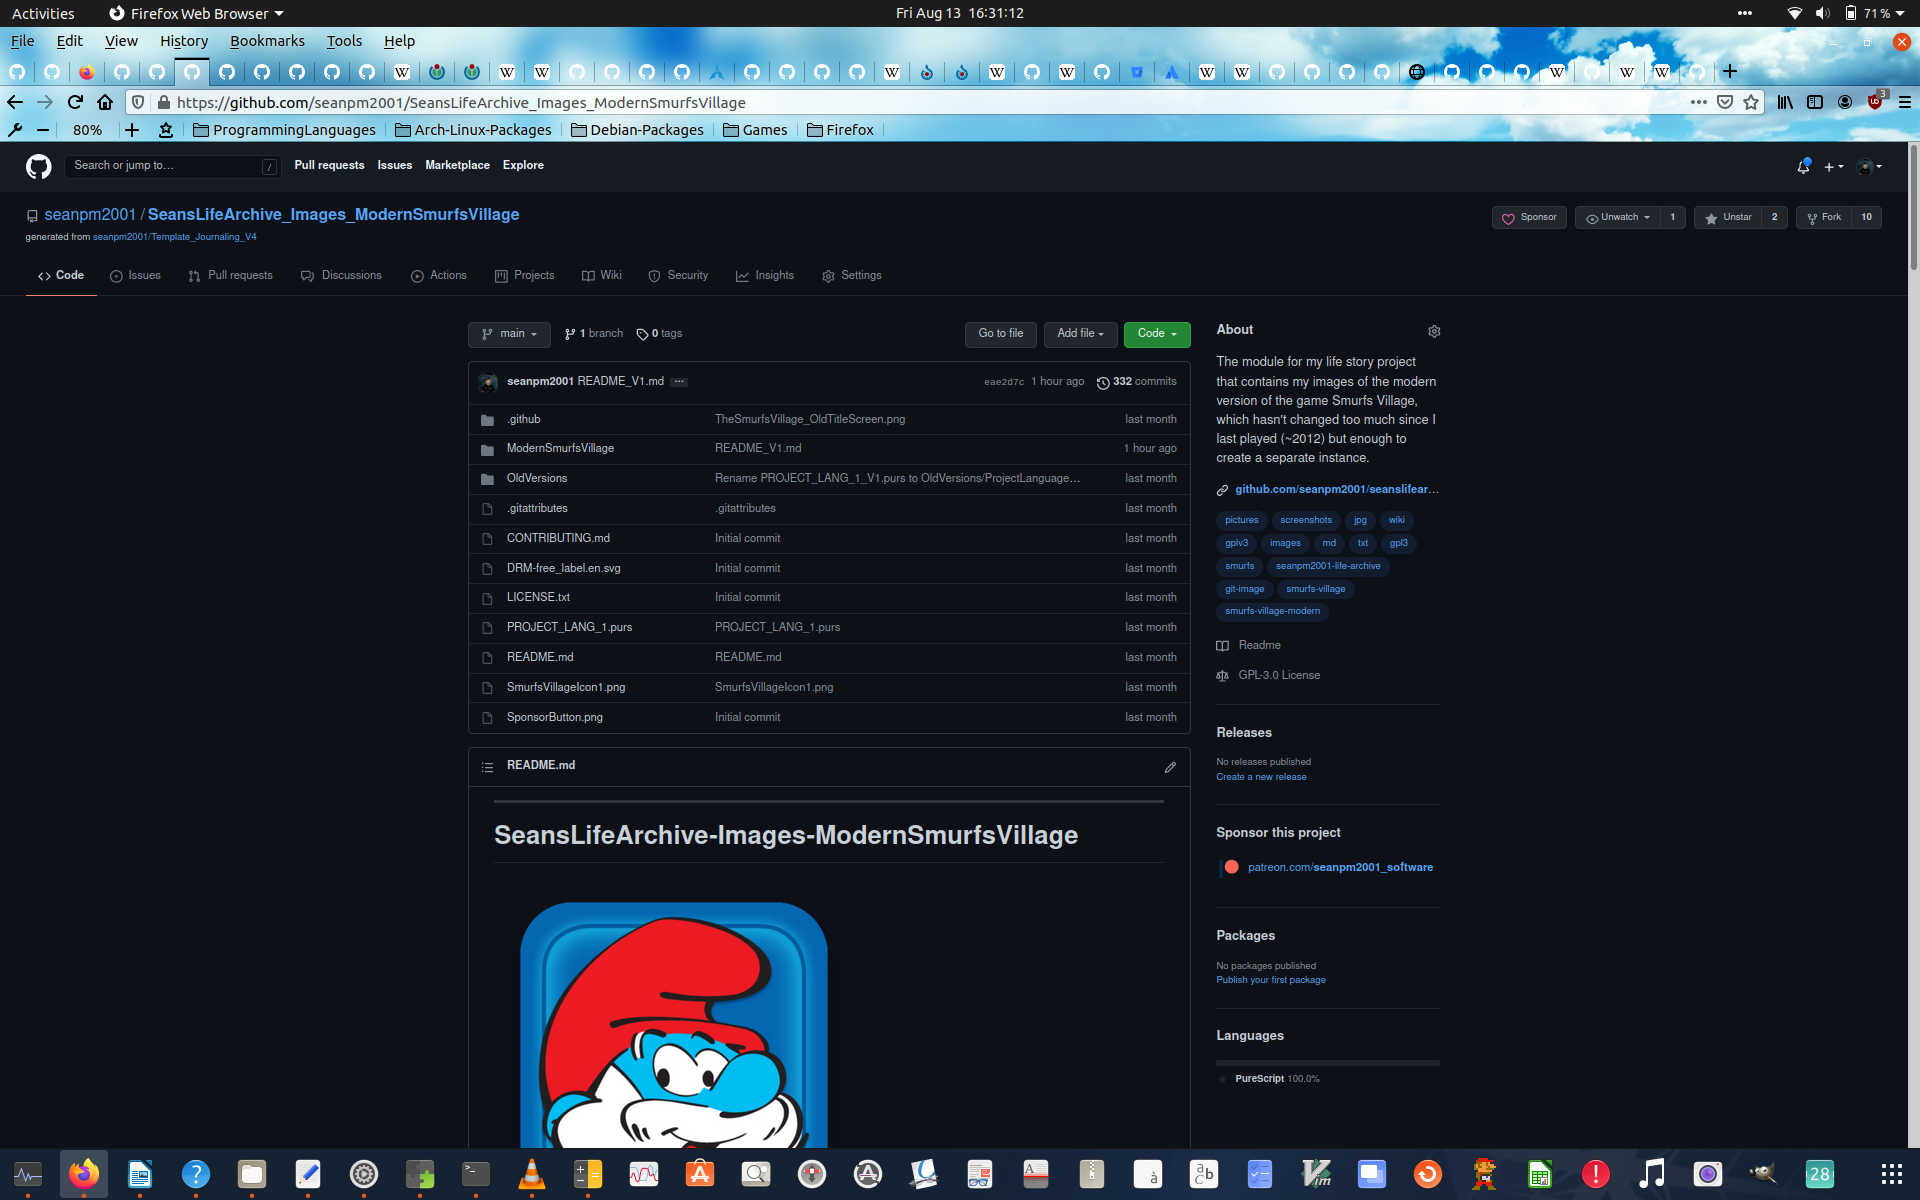 Activities Firefox Web Browser Fri Aug 13 16:31:12 71 %
File Edit View History Bookmarks Tools Help
https://github.com/seanpm2001/SeansLifeArchive_Images_ModernSmurfsVillage 3
80% ProgrammingLanguages Arch-Linux-Packages Debian-Packages Games Firefox
Search or jump to… / Pull requests Issues Marketplace Explore
seanpm2001 / SeansLifeArchive_Images_ModernSmurfsVillage Sponsor Unwatch 1 Unstar 2 Fork 10
generated from seanpm2001/Template_Journaling_V4
Code Issues Pull requests Discussions Actions Projects Wiki Security Insights Settings
main 1 branch 0 tags Go to file Add file Code
seanpm2001 README_V1.md ... eae2d7c 1 hour ago 332 commits
.github TheSmurfsVillage_OldTitleScreen.png last month
ModernSmurfsVillage README_V1.md 1 hour ago
OldVersions Rename PROJECT_LANG_1_V1.purs to OldVersions/ProjectLanguage… last month
.gitattributes .gitattributes last month
CONTRIBUTING.md Initial commit last month
DRM-free_label.en.svg Initial commit last month
LICENSE.txt Initial commit last month
PROJECT_LANG_1.purs PROJECT_LANG_1.purs last month
README.md README.md last month
SmurfsVillageIcon1.png SmurfsVillageIcon1.png last month
SponsorButton.png Initial commit last month
README.md
SeansLifeArchive-Images-ModernSmurfsVillage
About
The module for my life story project
that contains my images of the modern
version of the game Smurfs Village,
which hasn't changed too much since I
last played (~2012) but enough to
create a separate instance.
github.com/seanpm2001/seanslifear…
pictures screenshots jpg wiki
gplv3 images md txt gpl3
smurfs seanpm2001-life-archive
git-image smurfs-village
smurfs-village-modern
Readme
GPL-3.0 License
Releases
No releases published
Create a new release
Sponsor this project
patreon.com/seanpm2001_software
Packages
No packages published
Publish your first package
Languages
PureScript 100.0%
28